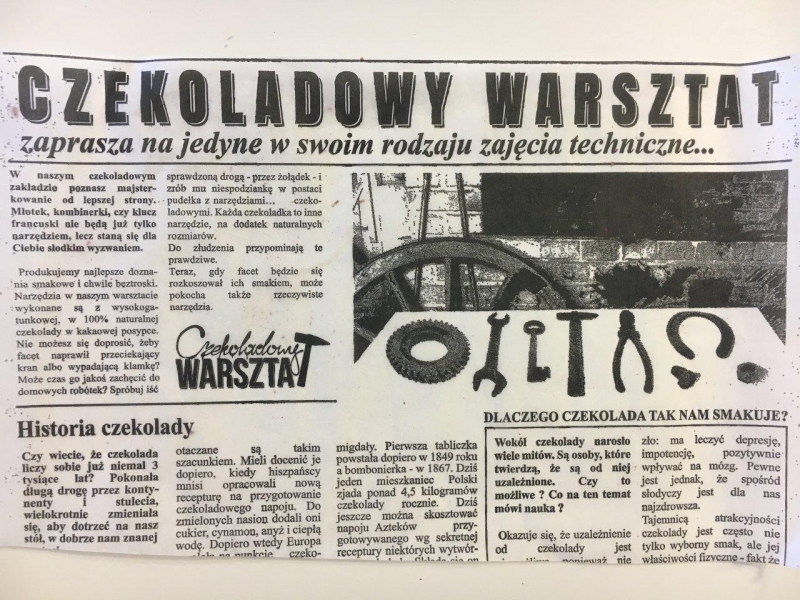 CZEKOLADOWY WARSZTAT
zaprasza na jedyne w swoim rodzaju zajęcia techniczne...
W naszym czekoladowym
zakładzie poznasz majster-
kowanie od lepszej strony.
Młotek, kombinerki, czy klucz
francuski nie będą już tylko
narzędziem, lecz staną się dla
Ciebie słodkim wyzwaniem.
Produkujemy najlepsze dozna-
nia smakowe i chwile beztroski.
Narzędzia w naszym warsztacie
wykonane są z wysokoga-
tunkowej, w 100% naturalnej
czekolady w kakaowej posypce.
Nie możesz się doprosić, żeby
facet naprawił przeciekający
kran albo wypadającą klamkę?
Może czas go jakoś zachęcić do
domowych robótek? Spróbuj iść
sprawdzoną drogą - przez żołądek - i
zrób mu niespodziankę w postaci
pudełka z narzędziami... czeko-
ladowymi. Każda czekoladka to inne
narzędzie, na dodatek naturalnych
rozmiarów.
Do złudzenia przypominają te
prawdziwe.
Teraz, gdy facet będzie się
rozkoszował ich smakiem, może
pokocha także rzeczywiste
narzędzia.
Czekoladowy
WARSZTAT
Historia czekolady
Czy wiecie, że czekolada
liczy sobie już niemal 3
tysiące lat? Pokonała
długą drogę przez konty-
nenty i stulecia,
wielokrotnie zmieniała
się, aby dotrzeć na nasz
stół, w dobrze nam znanej
otaczane są takim
szacunkiem. Mieli docenić je
dopiero, kiedy hiszpańscy
mnisi opracowali nową
recepturę na przygotowanie
czekoladowego napoju. Do
zmielonych nasion dodali oni
cukier, cynamon, anyż i ciepłą
wodę. Dopiero wtedy Europa
na punkcie czeko-
migdały. Pierwsza tabliczka
powstała dopiero w 1849 roku
a bombonierka - w 1867. Dziś
jeden mieszkaniec Polski
zjada ponad 4,5 kilogramów
czekolady rocznie. Dziś
jeszcze można skosztować
napoju Azteków przy-
gotowywanego wg sekretnej
receptury niektórych wytwór-
Składa się on
DLACZEGO CZEKOLADA TAK NAM SMAKUJE?
Wokół czekolady narosło
wiele mitów. Są osoby, które
twierdzą, że są od niej
uzależnione. Czy to
możliwe ? Co na ten temat
mówi nauka ?
Okazuje się, że uzależnienie
od czekolady jest
ponieważ nie
zło: ma leczyć depresję,
impotencję, pozytywnie
wpływać na mózg. Pewne
jest jednak, że spośród
słodyczy jest dla nas
najzdrowsza.
Tajemnicą atrakcyjności
czekolady jest często nie
tylko wyborny smak, ale jej
właściwości fizyczne - fakt że